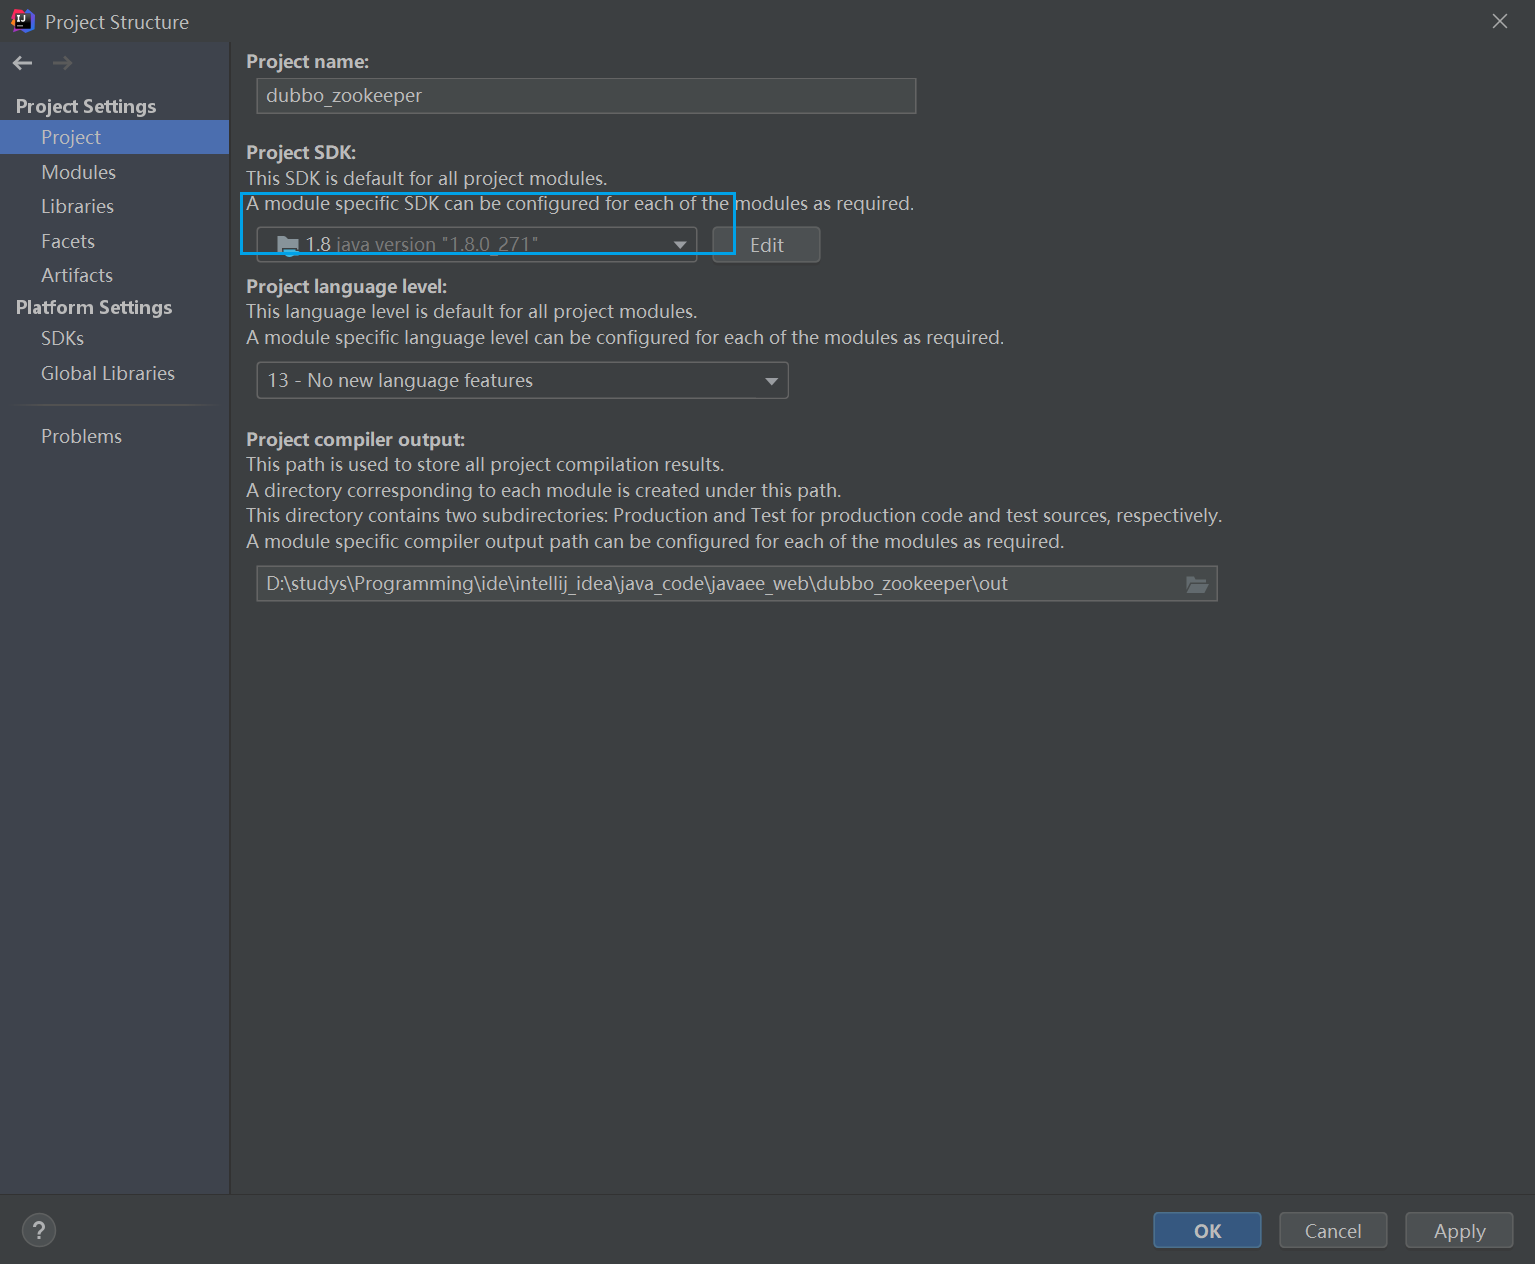 Project Structure
Project Settings
Project
Modules
Libraries
Facets
Artifacts
Platform Settings
SDKs
Global Libraries
Problems
Project name:
dubbo_zookeeper
Project SDK:
This SDK is default for all project modules.
A module specific SDK can be configured for each of the modules as required.
1.8 java version "1.8.0_271"
Edit
Project language level:
This language level is default for all project modules.
A module specific language level can be configured for each of the modules as required.
13 - No new language features
Project compiler output:
This path is used to store all project compilation results.
A directory corresponding to each module is created under this path.
This directory contains two subdirectories: Production and Test for production code and test sources, respectively.
A module specific compiler output path can be configured for each of the modules as required.
D:\studys\Programming\ide\intellij_idea\java_code\javaee_web\dubbo_zookeeper\out
?
OK
Cancel
Apply